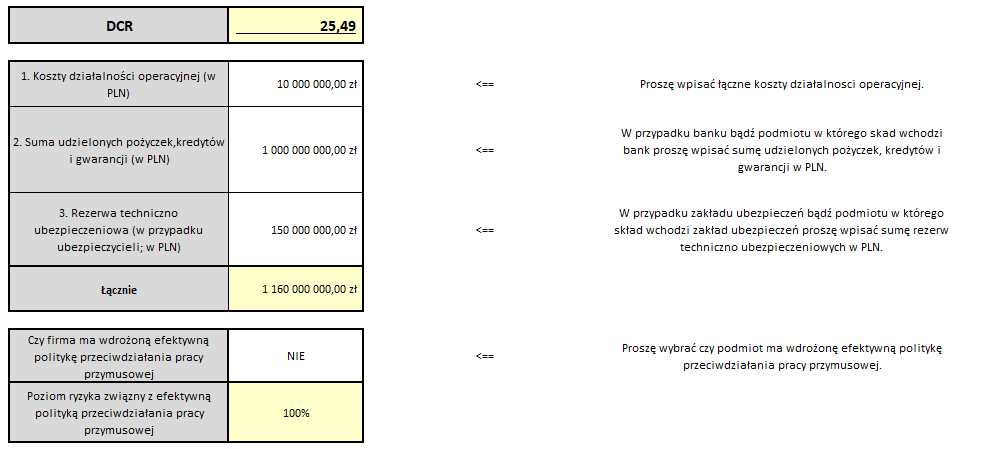 DCR 25,49
1. Koszty działalności operacyjnej (w
PLN)
10 000 000,00 zł
<==
Proszę wpisać łączne koszty działalnosci operacyjnej.
2. Suma udzielonych pożyczek,kredytów
i gwarancji (w PLN)
1 000 000 000,00 zł
<==
W przypadku banku bądź podmiotu w którego skad wchodzi
bank proszę wpisać sumę udzielonych pożyczek, kredytów i
gwarancji w PLN.
3. Rezerwa techniczno
ubezpieczeniowa (w przypadku
ubezpieczycieli; w PLN)
150 000 000,00 zł
<==
W przypadku zakładu ubezpieczeń bądź podmiotu w którego
skład wchodzi zakład ubezpieczeń proszę wpisać sumę rezerw
techniczno ubezpieczeniowych w PLN.
Łącznie
1 160 000 000,00 zł
Czy firma ma wdrożoną efektywną
politykę przeciwdziałania pracy
przymusowej
NIE
<==
Proszę wybrać czy podmiot ma wdrożonę efektywną politykę
przeciwdziałania pracy przymusowej.
Poziom ryzyka związny z efektywną
polityką przeciwdziałania pracy
przymusowej
100%